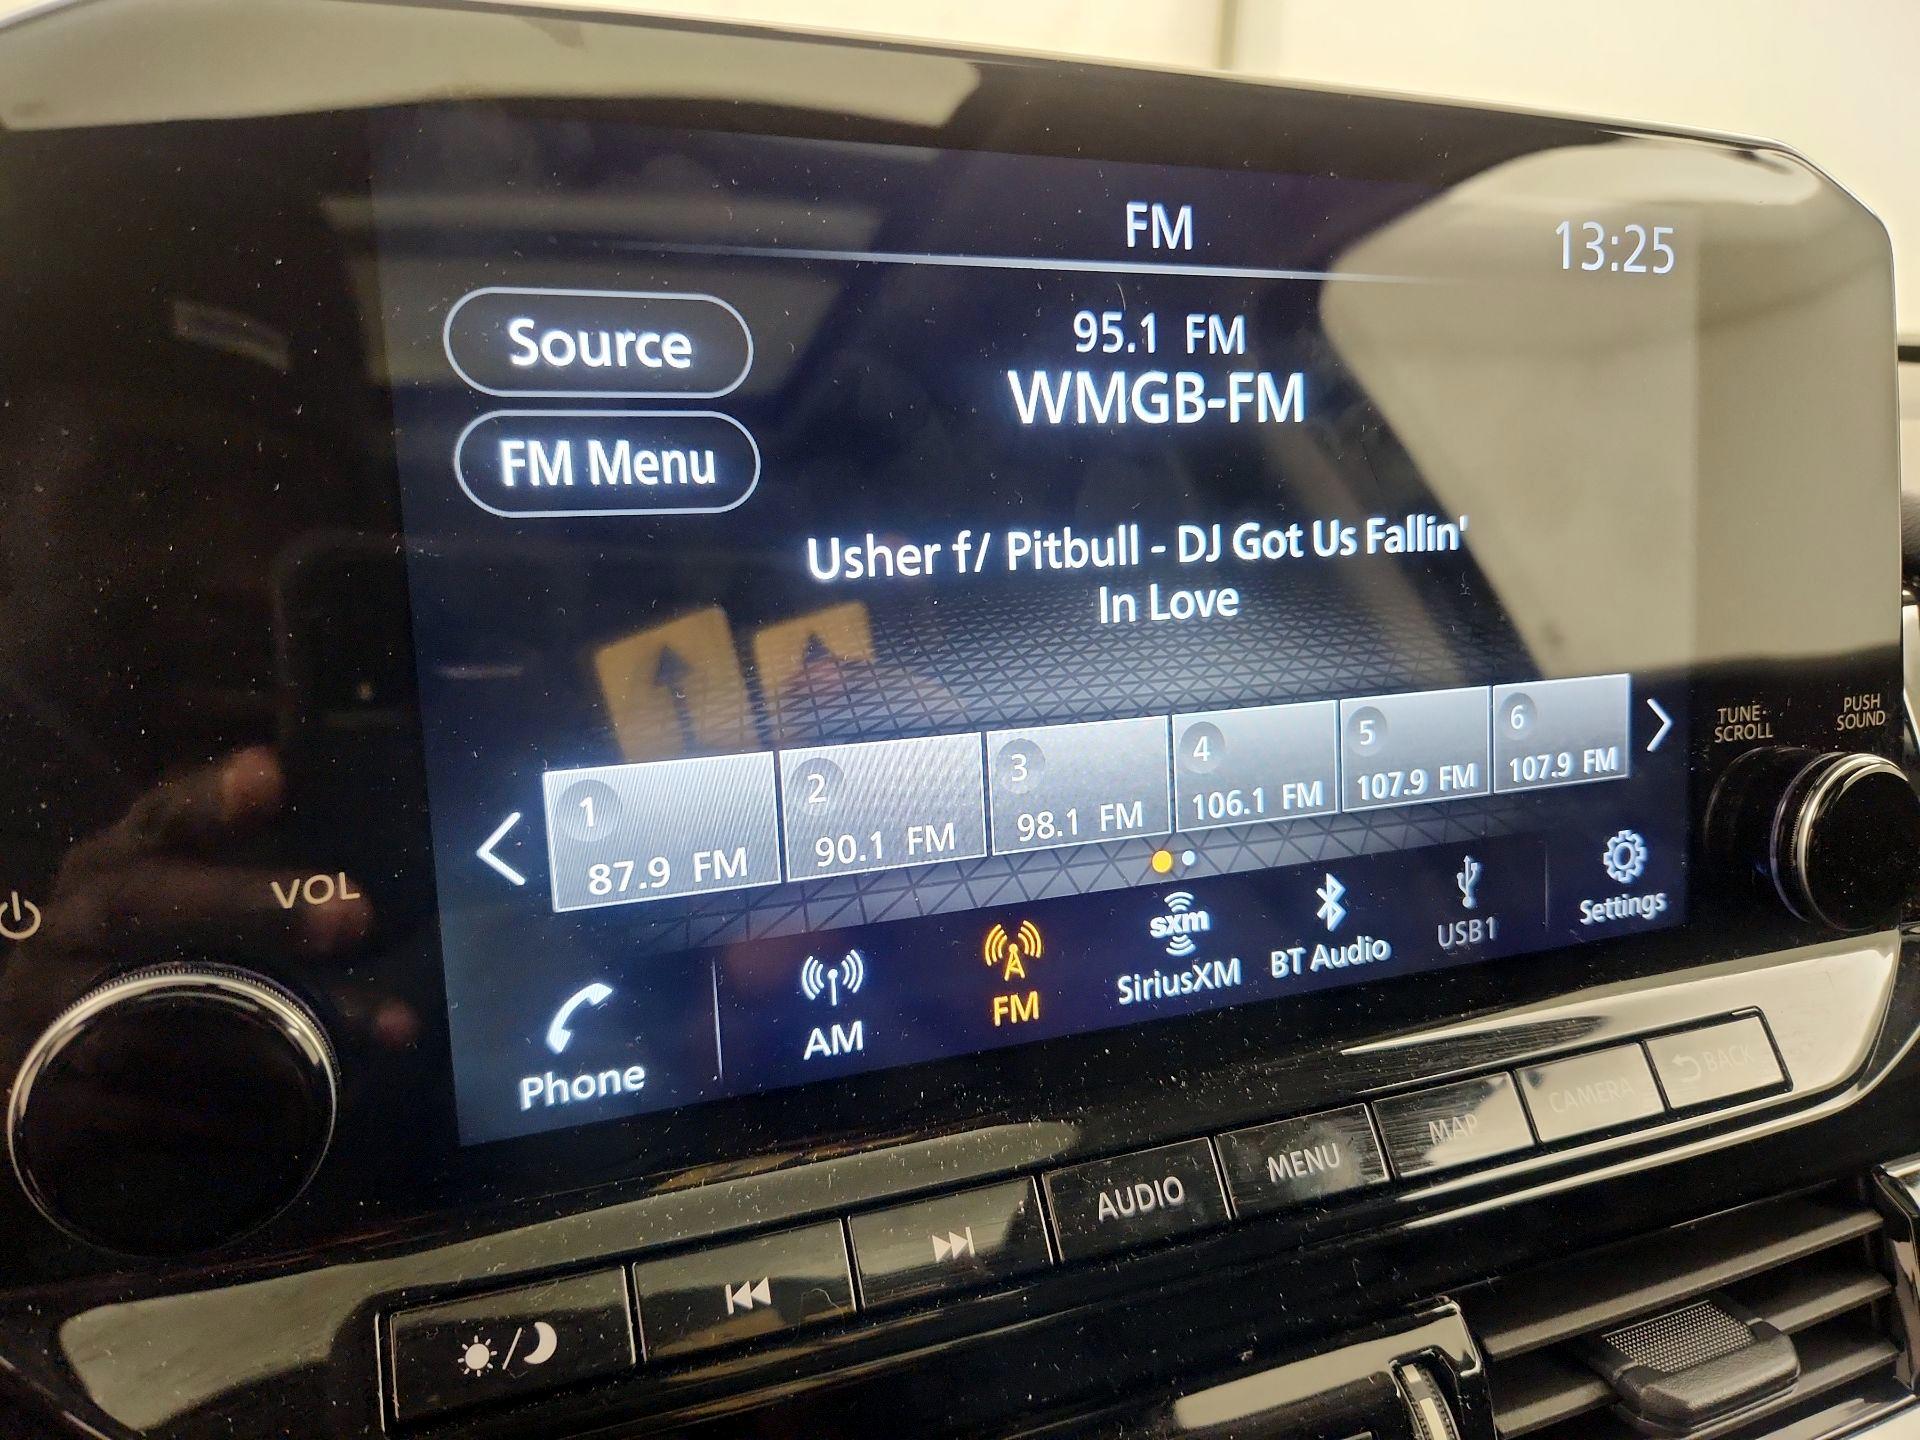 FM
13:25
Source
95.1 FM
WMGB-FM
FM Menu
Usher f/ Pitbull - DJ Got Us Fallin'
In Love
1
87.9 FM
2
90.1 FM
3
98.1 FM
4
106.1 FM
5
107.9 FM
6
107.9 FM
TUNE·
SCROLL
PUSH
SOUND
VOL
Phone
AM
FM
sxm
SiriusXM
BT Audio
USB1
Settings
AUDIO
MENU
MAP
CAMERA
BACK